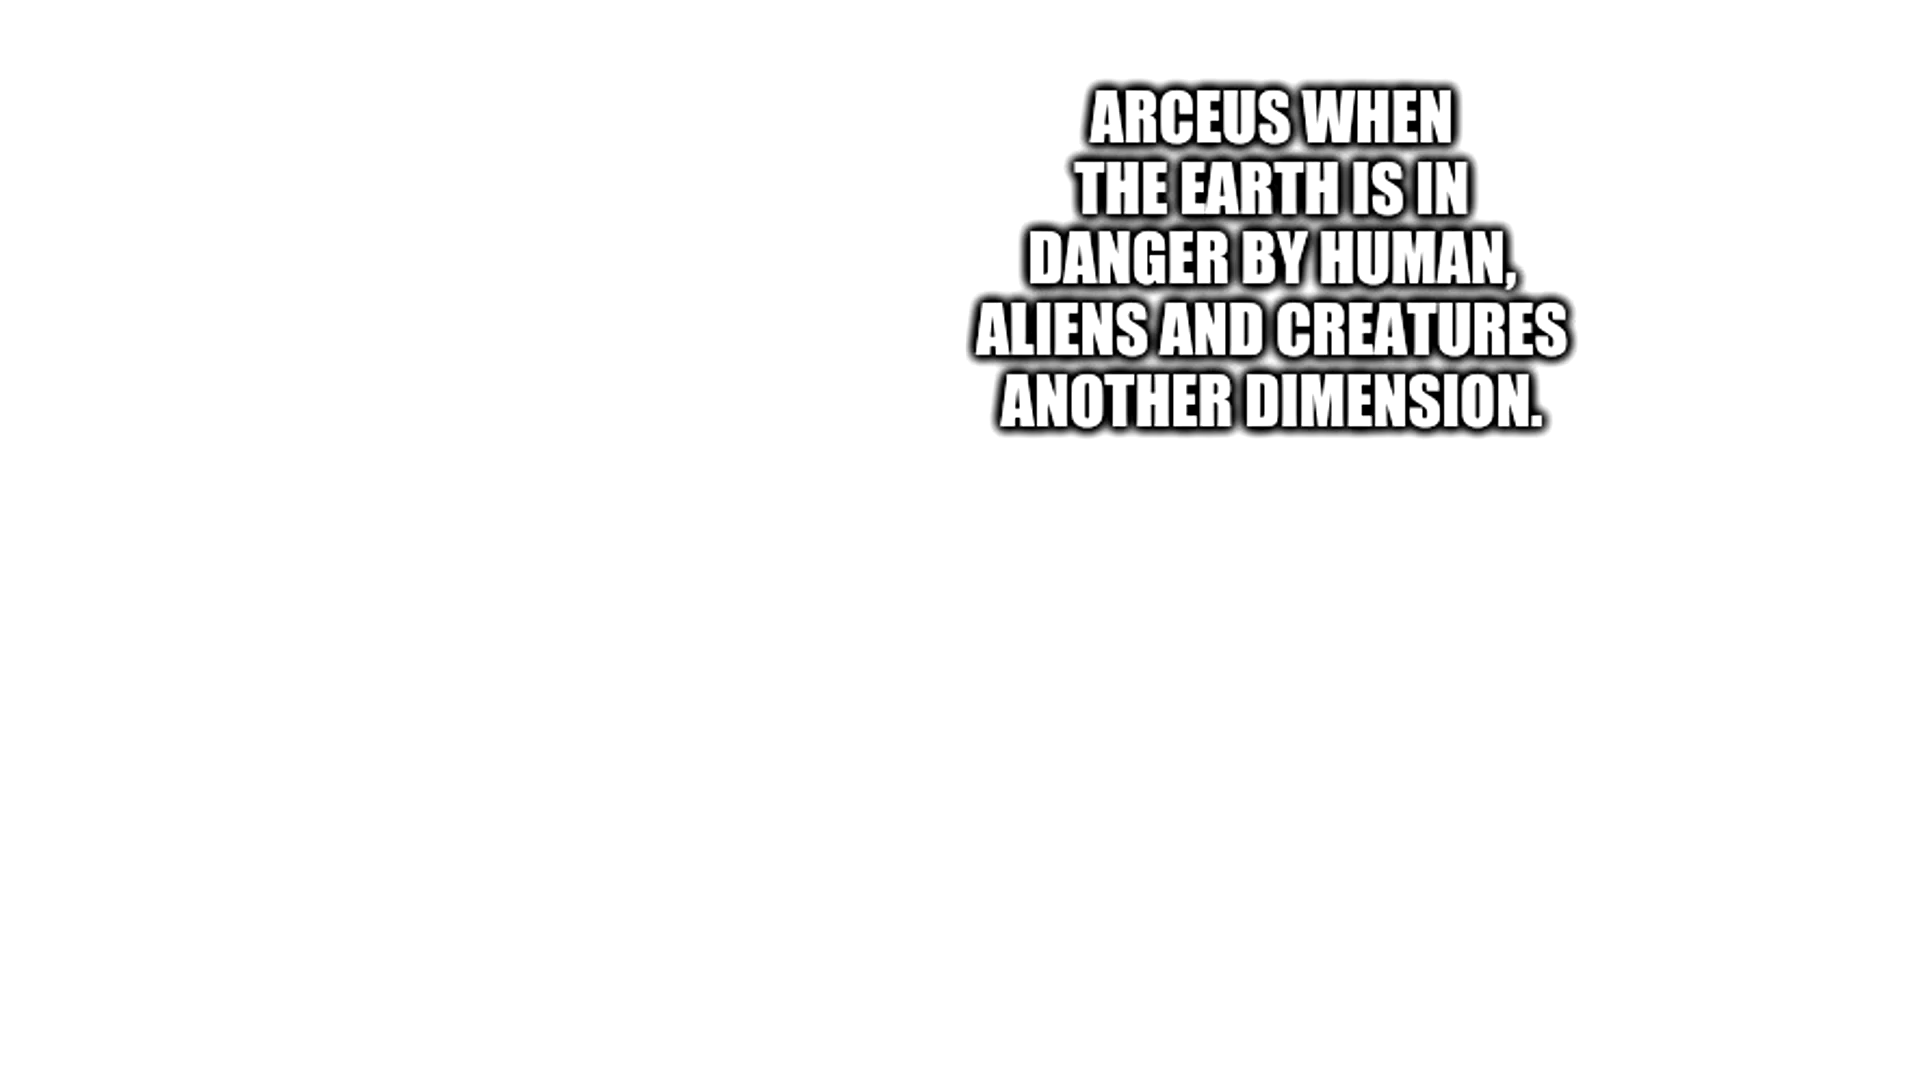 ARCEUS WHEN
THE EARTH IS IN
DANGER BY HUMAN,
ALIENS AND CREATURES
ANOTHER DIMENSION.